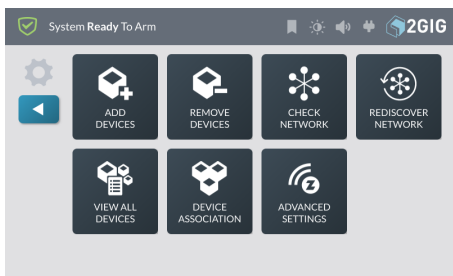 System Ready To Arm
2GIG
ADD
DEVICES
REMOVE
DEVICES
CHECK
NETWORK
REDISCOVER
NETWORK
VIEW ALL
DEVICES
DEVICE
ASSOCIATION
ADVANCED
SETTINGS